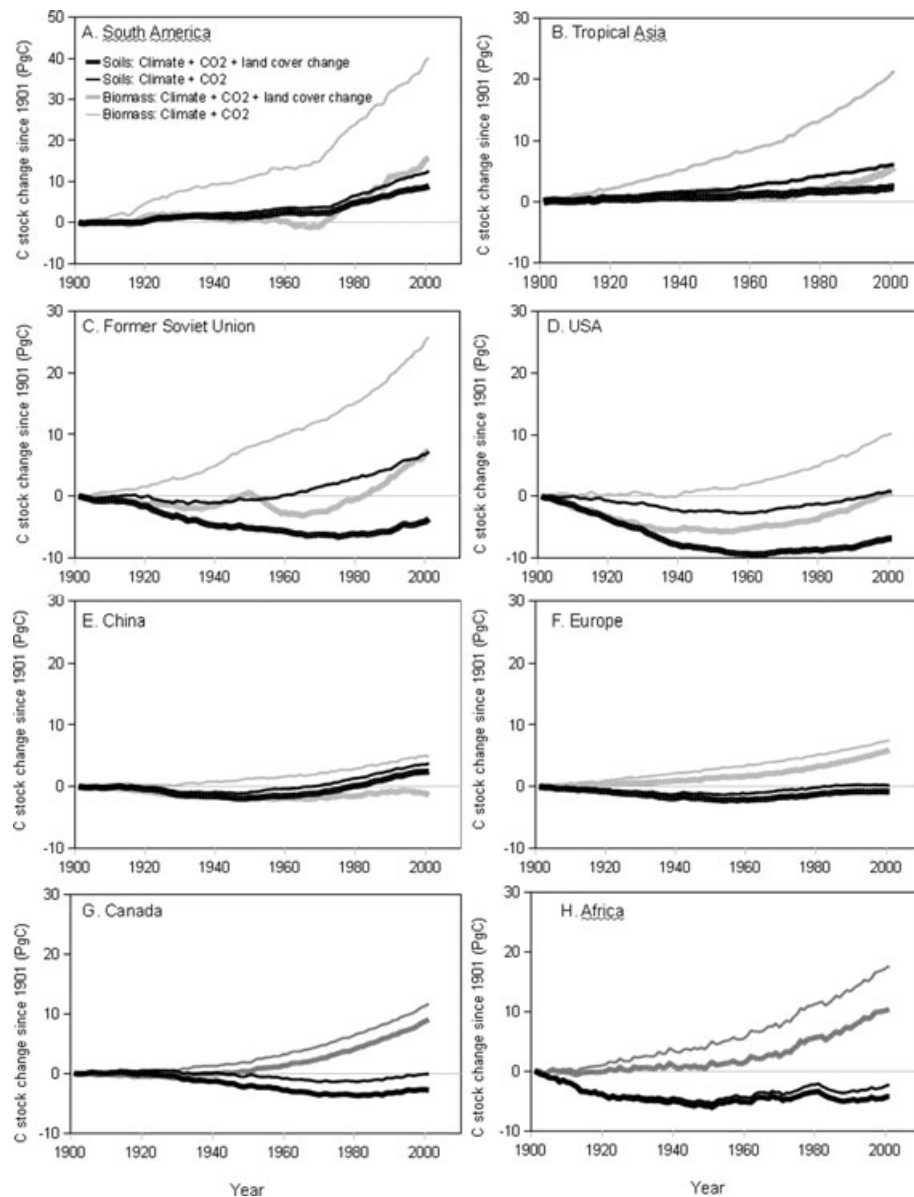 A. South America
Soils: Climate + CO2 + land cover change
Soils: Climate + CO2
Biomass: Climate + CO2 + land cover change
Biomass: Climate + CO2
C stock change since 1901 (PgC)
50
40
30
20
10
0
-10
1900 1920 1940 1960 1980 2000
B. Tropical Asia
C stock change since 1901 (PgC)
30
20
10
0
-10
1900 1920 1940 1960 1980 2000
C. Former Soviet Union
C stock change since 1901 (PgC)
30
20
10
0
-10
1900 1920 1940 1960 1980 2000
D. USA
C stock change since 1901 (PgC)
30
20
10
0
-10
1900 1920 1940 1960 1980 2000
E. China
C stock change since 1901 (PgC)
30
20
10
0
-10
1900 1920 1940 1960 1980 2000
F. Europe
C stock change since 1901 (PgC)
30
20
10
0
-10
1900 1920 1940 1960 1980 2000
G. Canada
C stock change since 1901 (PgC)
30
20
10
0
-10
1900 1920 1940 1960 1980 2000
Year
H. Africa
C stock change since 1901 (PgC)
30
20
10
0
-10
1900 1920 1940 1960 1980 2000
Year